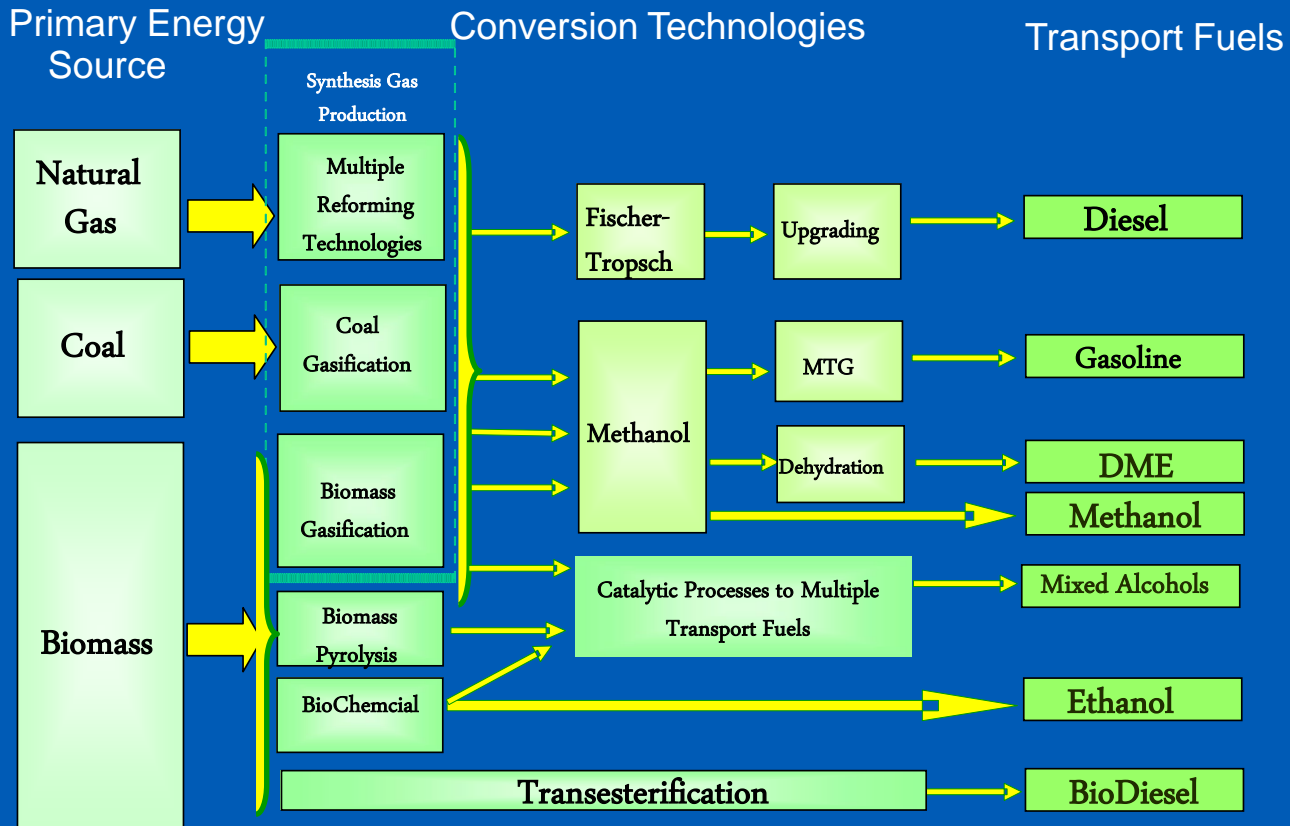 Primary Energy
Source
Conversion Technologies
Transport Fuels
Synthesis Gas
Production
Natural
Gas
Multiple
Reforming
Technologies
Fischer-
Tropsch
Upgrading
Diesel
Coal
Coal
Gasification
Methanol
MTG
Gasoline
Dehydration
DME
Methanol
Biomass
Biomass
Gasification
Catalytic Processes to Multiple
Transport Fuels
Mixed Alcohols
Biomass
Pyrolysis
BioChemcial
Ethanol
Transesterification
BioDiesel